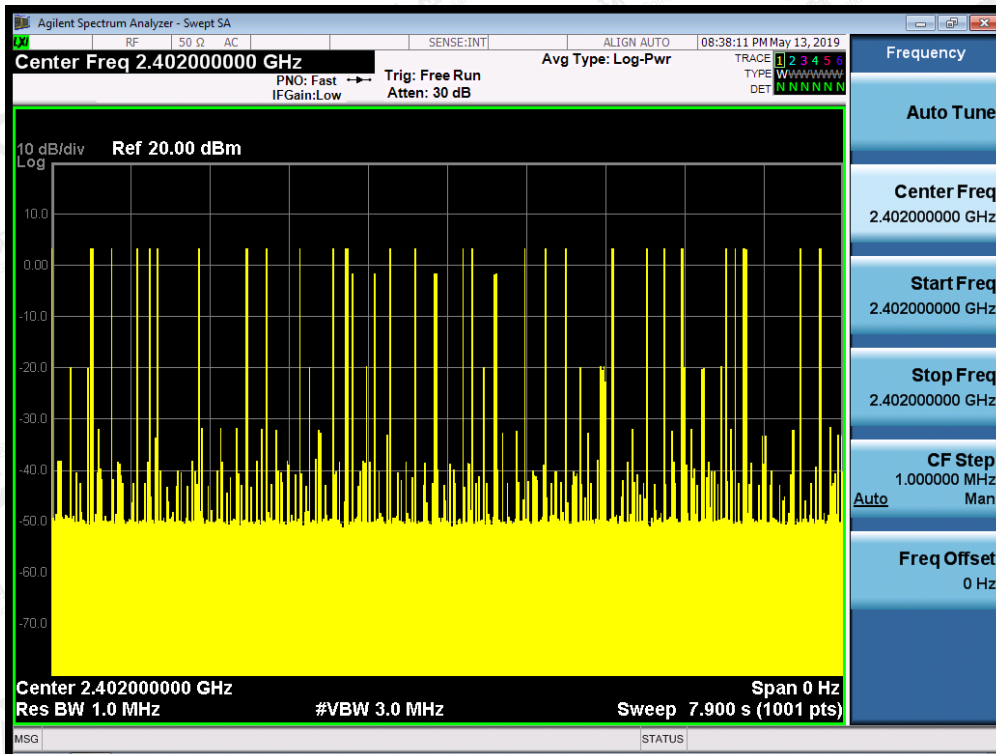 Agilent Spectrum Analyzer - Swept SA
LXI RF 50 Ω AC SENSE:INT ALIGN AUTO 08:38:11 PM May 13, 2019
Center Freq 2.402000000 GHz
PNO: Fast
IFGain:Low
Trig: Free Run
Atten: 30 dB
Avg Type: Log-Pwr
TRACE 1 2 3 4 5 6
TYPE WWWWWWW
DET N N N N N N
10 dB/div Ref 20.00 dBm
Log
10.0
0.00
-10.0
-20.0
-30.0
-40.0
-50.0
-60.0
-70.0
Center 2.402000000 GHz Span 0 Hz
Res BW 1.0 MHz #VBW 3.0 MHz Sweep 7.900 s (1001 pts)
MSG STATUS
Frequency
Auto Tune
Center Freq
2.402000000 GHz
Start Freq
2.402000000 GHz
Stop Freq
2.402000000 GHz
CF Step
1.000000 MHz
Auto Man
Freq Offset
0 Hz